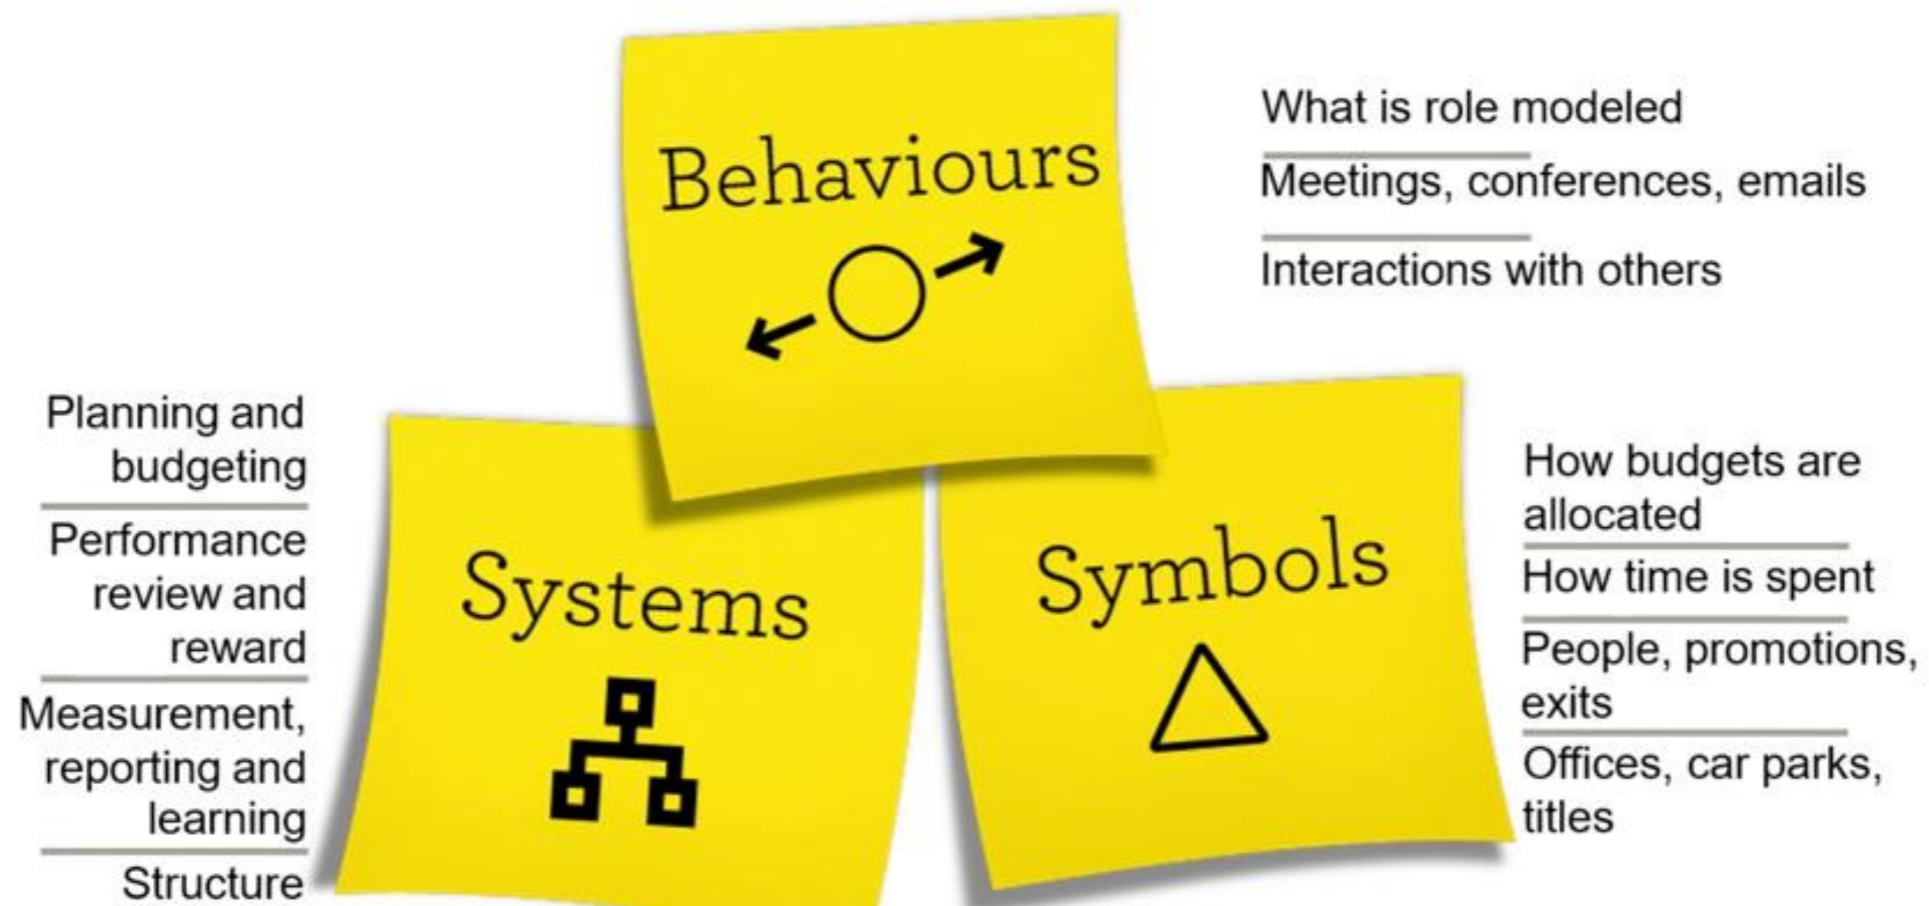 Behaviours
What is role modeled
Meetings, conferences, emails
Interactions with others
Systems
Planning and
budgeting
Performance
review and
reward
Measurement,
reporting and
learning
Structure
Symbols
How budgets are
allocated
How time is spent
People, promotions,
exits
Offices, car parks,
titles